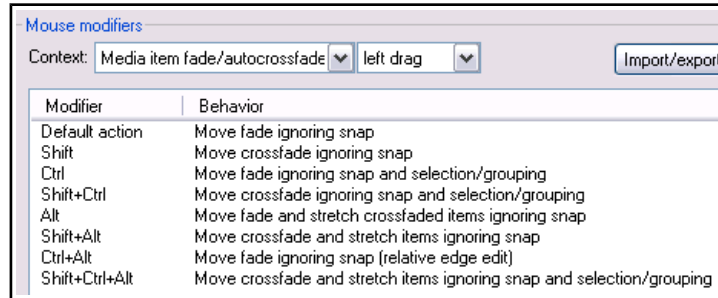 Mouse modifiers
Context: Media item fade/autocrossfade left drag Import/export
Modifier Behavior
Default action Move fade ignoring snap
Shift Move crossfade ignoring snap
Ctrl Move fade ignoring snap and selection/grouping
Shift+Ctrl Move crossfade ignoring snap and selection/grouping
Alt Move fade and stretch crossfaded items ignoring snap
Shift+Alt Move crossfade and stretch items ignoring snap
Ctrl+Alt Move fade ignoring snap (relative edge edit)
Shift+Ctrl+Alt Move crossfade and stretch items ignoring snap and selection/grouping